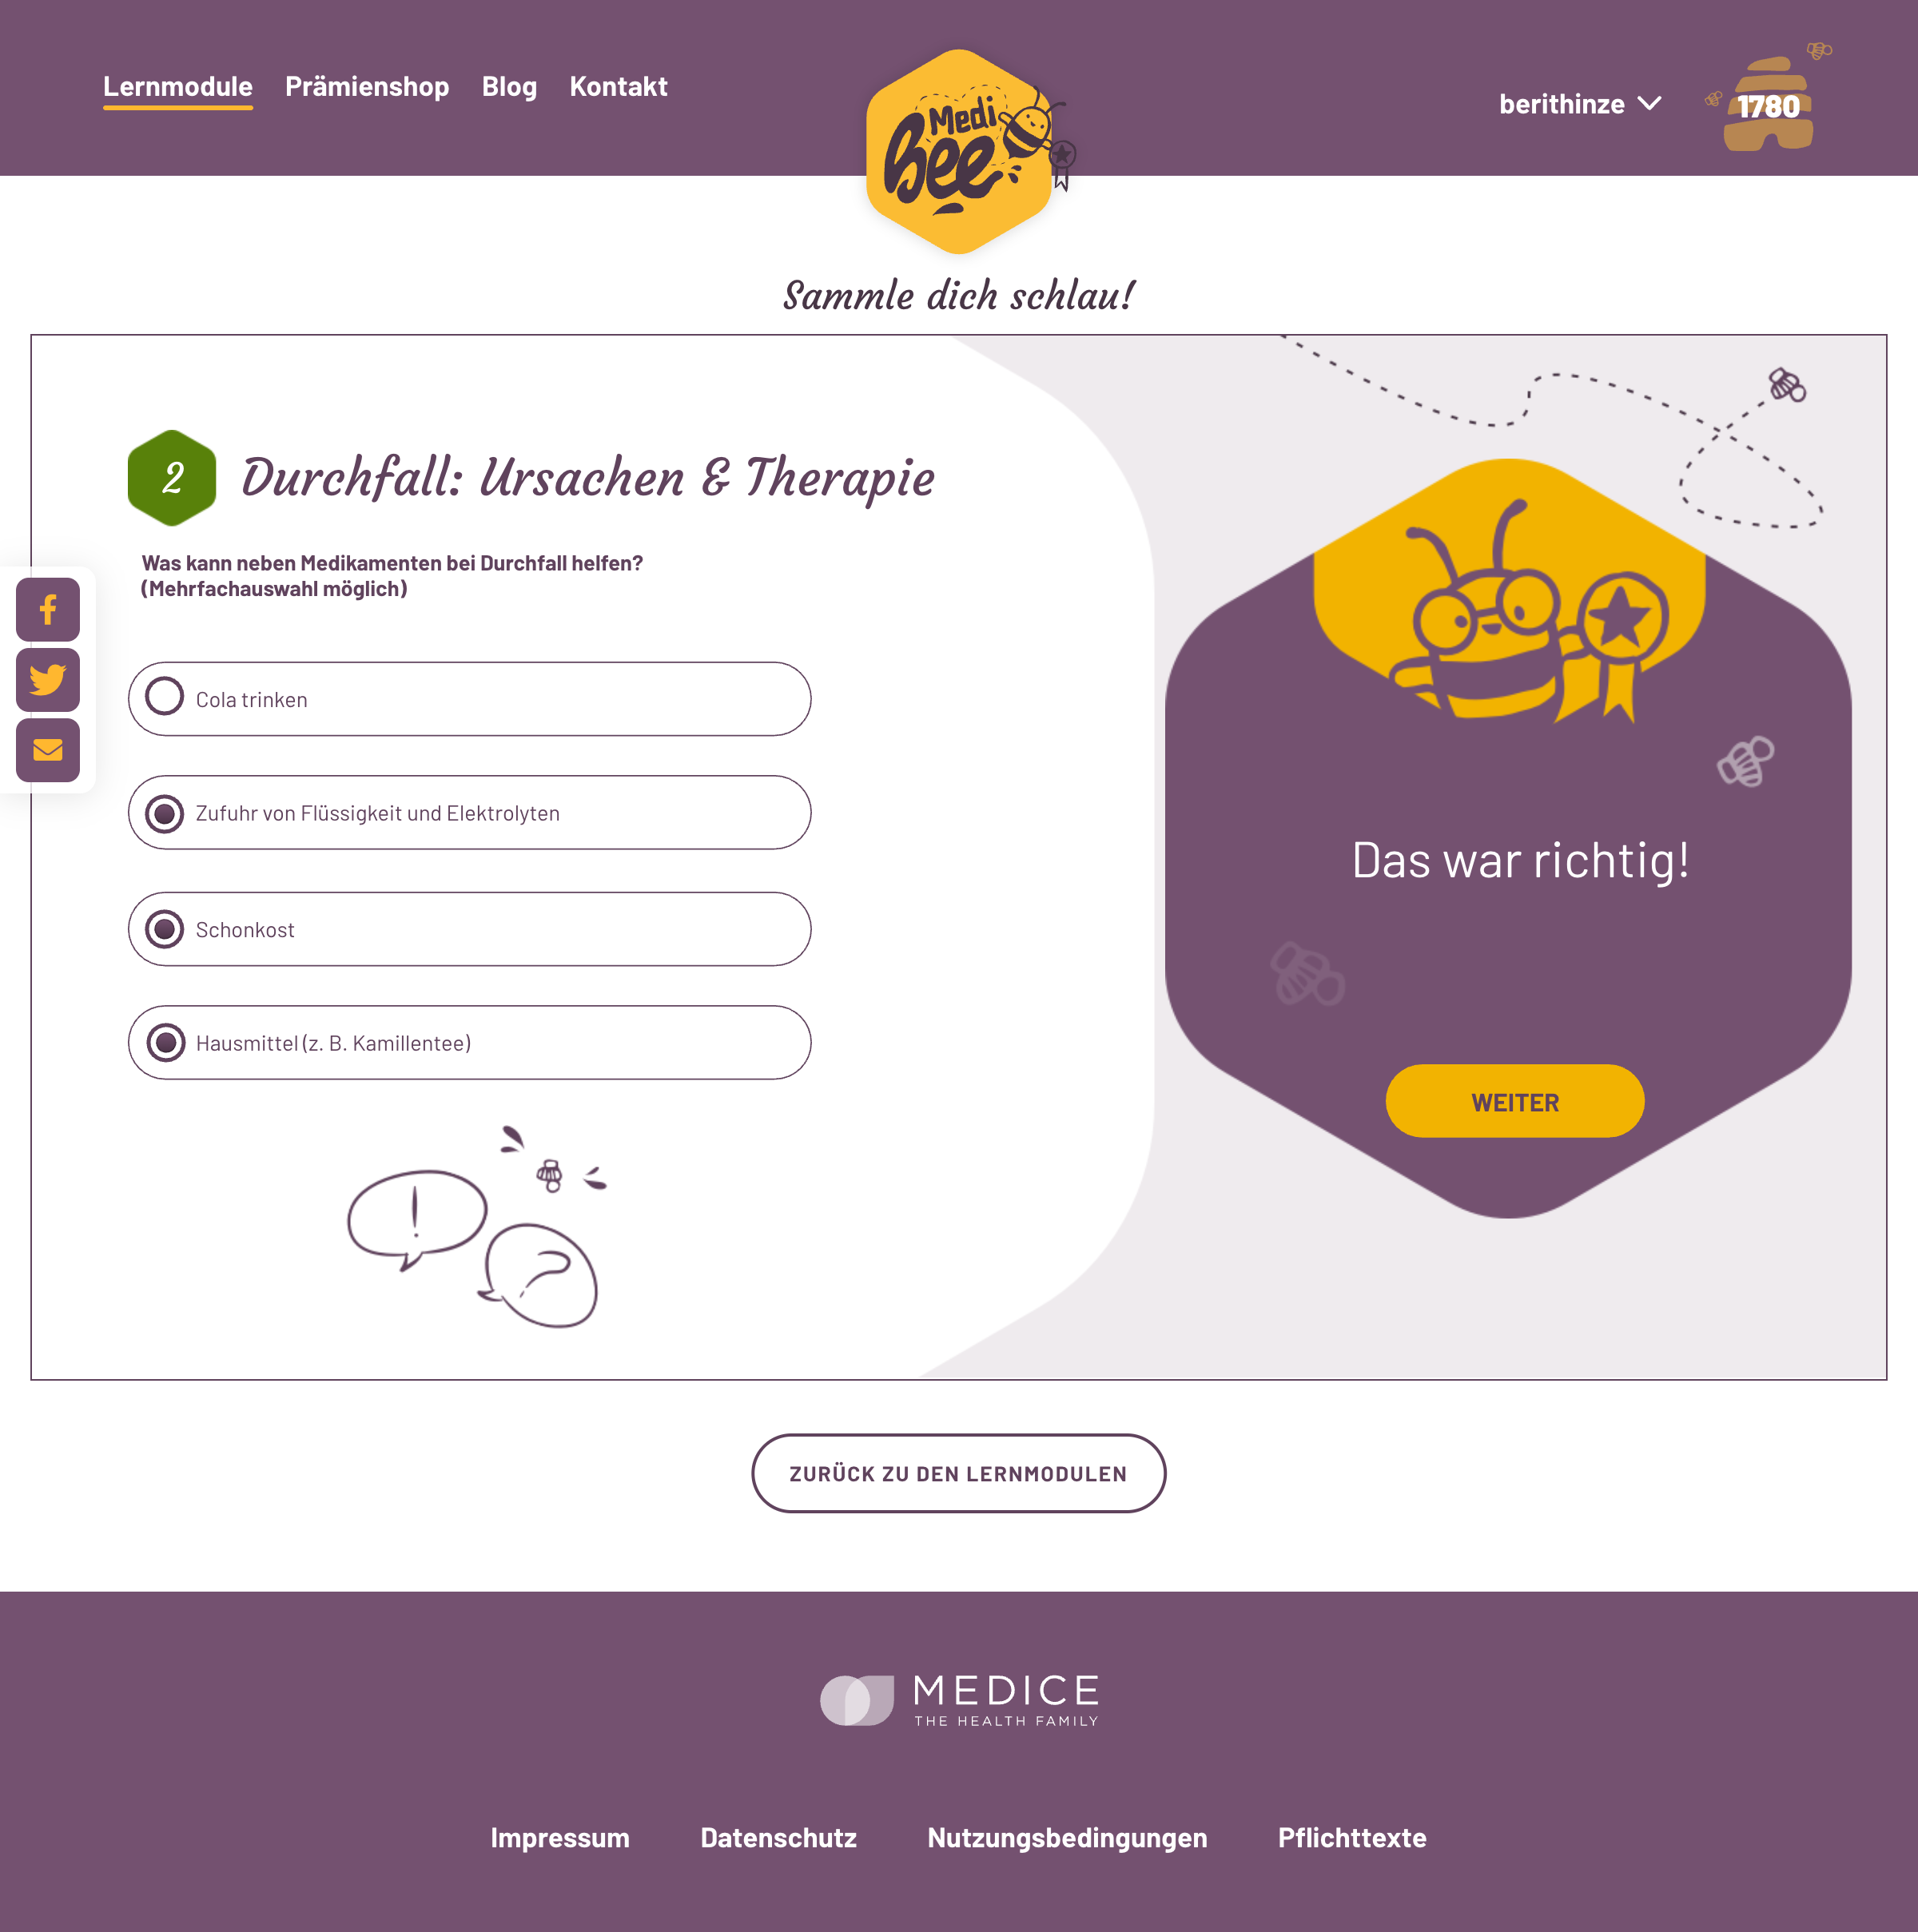 Lernmodule Prämienshop Blog Kontakt
Medi
bee
berithinze
1780
Sammle dich schlau!
2
Durchfall: Ursachen & Therapie
Was kann neben Medikamenten bei Durchfall helfen?
(Mehrfachauswahl möglich)
Cola trinken
Zufuhr von Flüssigkeit und Elektrolyten
Schonkost
Hausmittel (z. B. Kamillentee)
!
?
Das war richtig!
WEITER
ZURÜCK ZU DEN LERNMODULEN
MEDICE
THE HEALTH FAMILY
Impressum Datenschutz Nutzungsbedingungen Pflichttexte